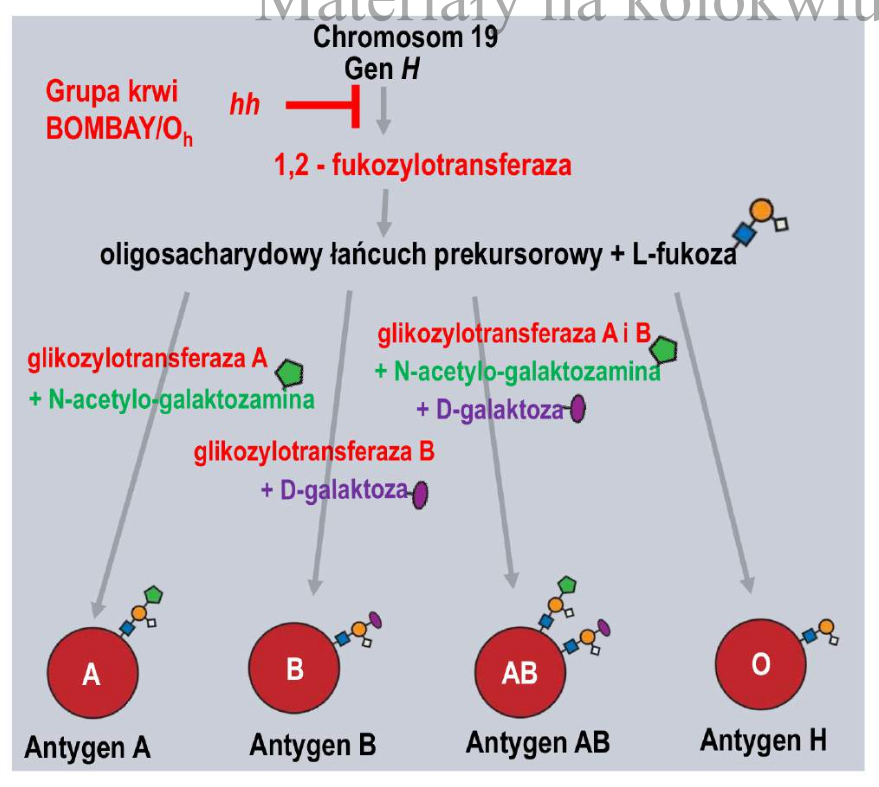 Materiały na kolokwiu
Chromosom 19
Gen H
Grupa krwi
BOMBAY/Oh
hh
1,2 - fukozylotransferaza
oligosacharydowy łańcuch prekursorowy + L-fukoza
glikozylotransferaza A
+ N-acetylo-galaktozamina
glikozylotransferaza A i B
+ N-acetylo-galaktozamina
+ D-galaktoza
glikozylotransferaza B
+ D-galaktoza
A
B
AB
O
Antygen A
Antygen B
Antygen AB
Antygen H